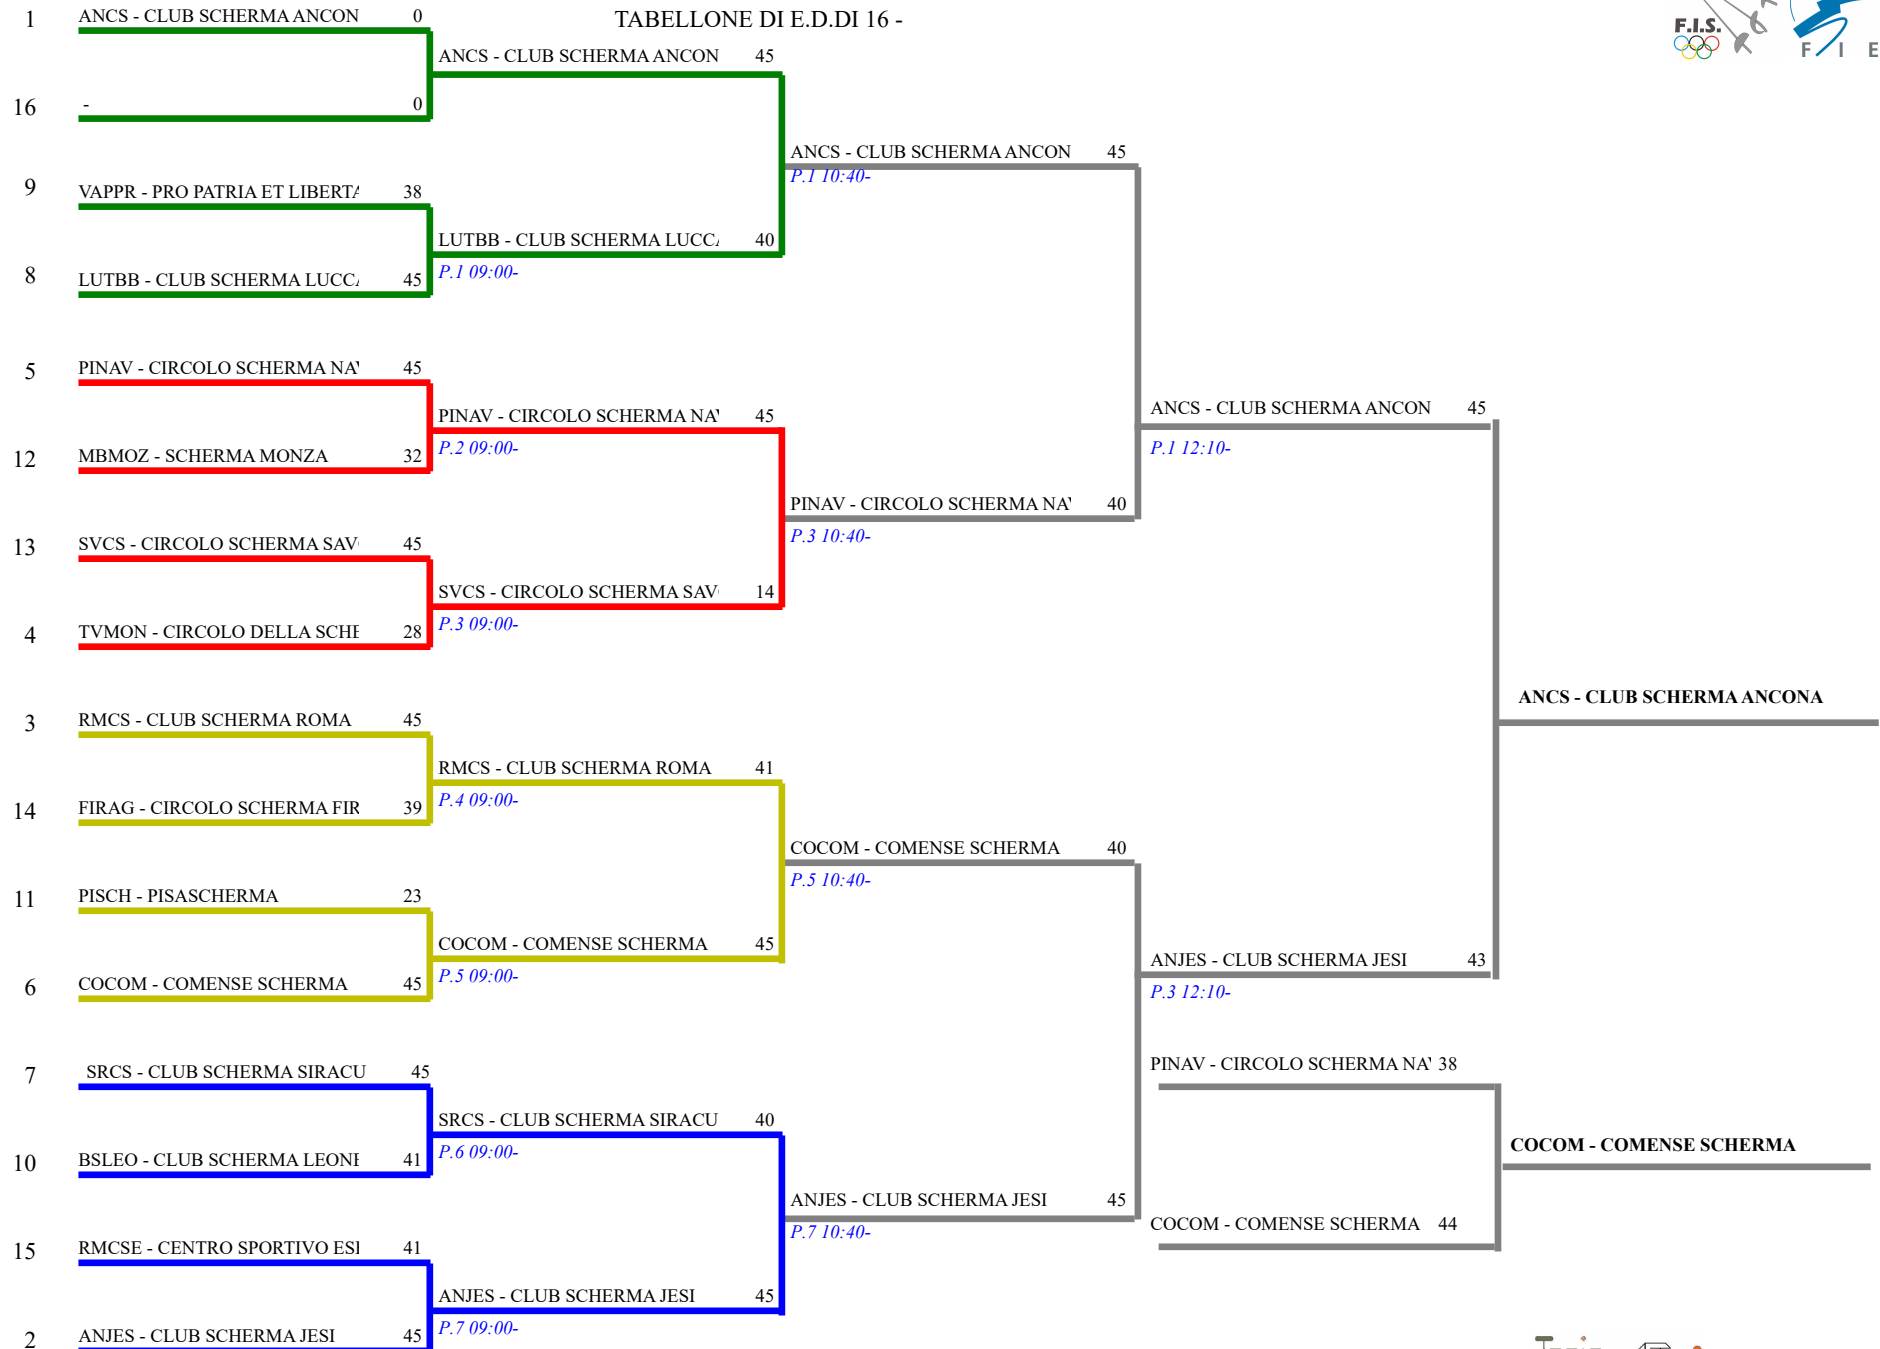 TABELLONE DI E.D.DI 16 -
F.I.S.
F I E
1 ANCS - CLUB SCHERMA ANCON 0
ANCS - CLUB SCHERMA ANCON 45
16 - 0
ANCS - CLUB SCHERMA ANCON 45
P.1 10:40-
9 VAPPR - PRO PATRIA ET LIBERTA 38
LUTBB - CLUB SCHERMA LUCCA 40
P.1 09:00-
8 LUTBB - CLUB SCHERMA LUCCA 45
5 PINAV - CIRCOLO SCHERMA NAV 45
PINAV - CIRCOLO SCHERMA NAV 45
P.2 09:00-
ANCS - CLUB SCHERMA ANCON 45
P.1 12:10-
12 MBMOZ - SCHERMA MONZA 32
PINAV - CIRCOLO SCHERMA NAV 40
P.3 10:40-
13 SVCS - CIRCOLO SCHERMA SAV 45
SVCS - CIRCOLO SCHERMA SAV 14
P.3 09:00-
4 TVMON - CIRCOLO DELLA SCHE 28
ANCS - CLUB SCHERMA ANCONA
3 RMCS - CLUB SCHERMA ROMA 45
RMCS - CLUB SCHERMA ROMA 41
P.4 09:00-
14 FIRAG - CIRCOLO SCHERMA FIR 39
COCOM - COMENSE SCHERMA 40
P.5 10:40-
11 PISCH - PISASCHERMA 23
COCOM - COMENSE SCHERMA 45
P.5 09:00-
ANJES - CLUB SCHERMA JESI 43
P.3 12:10-
6 COCOM - COMENSE SCHERMA 45
PINAV - CIRCOLO SCHERMA NAV 38
7 SRCS - CLUB SCHERMA SIRACU 45
SRCS - CLUB SCHERMA SIRACU 40
P.6 09:00-
COCOM - COMENSE SCHERMA
10 BSLEO - CLUB SCHERMA LEONE 41
ANJES - CLUB SCHERMA JESI 45
P.7 10:40-
COCOM - COMENSE SCHERMA 44
15 RMCSE - CENTRO SPORTIVO ESE 41
ANJES - CLUB SCHERMA JESI 45
P.7 09:00-
2 ANJES - CLUB SCHERMA JESI 45